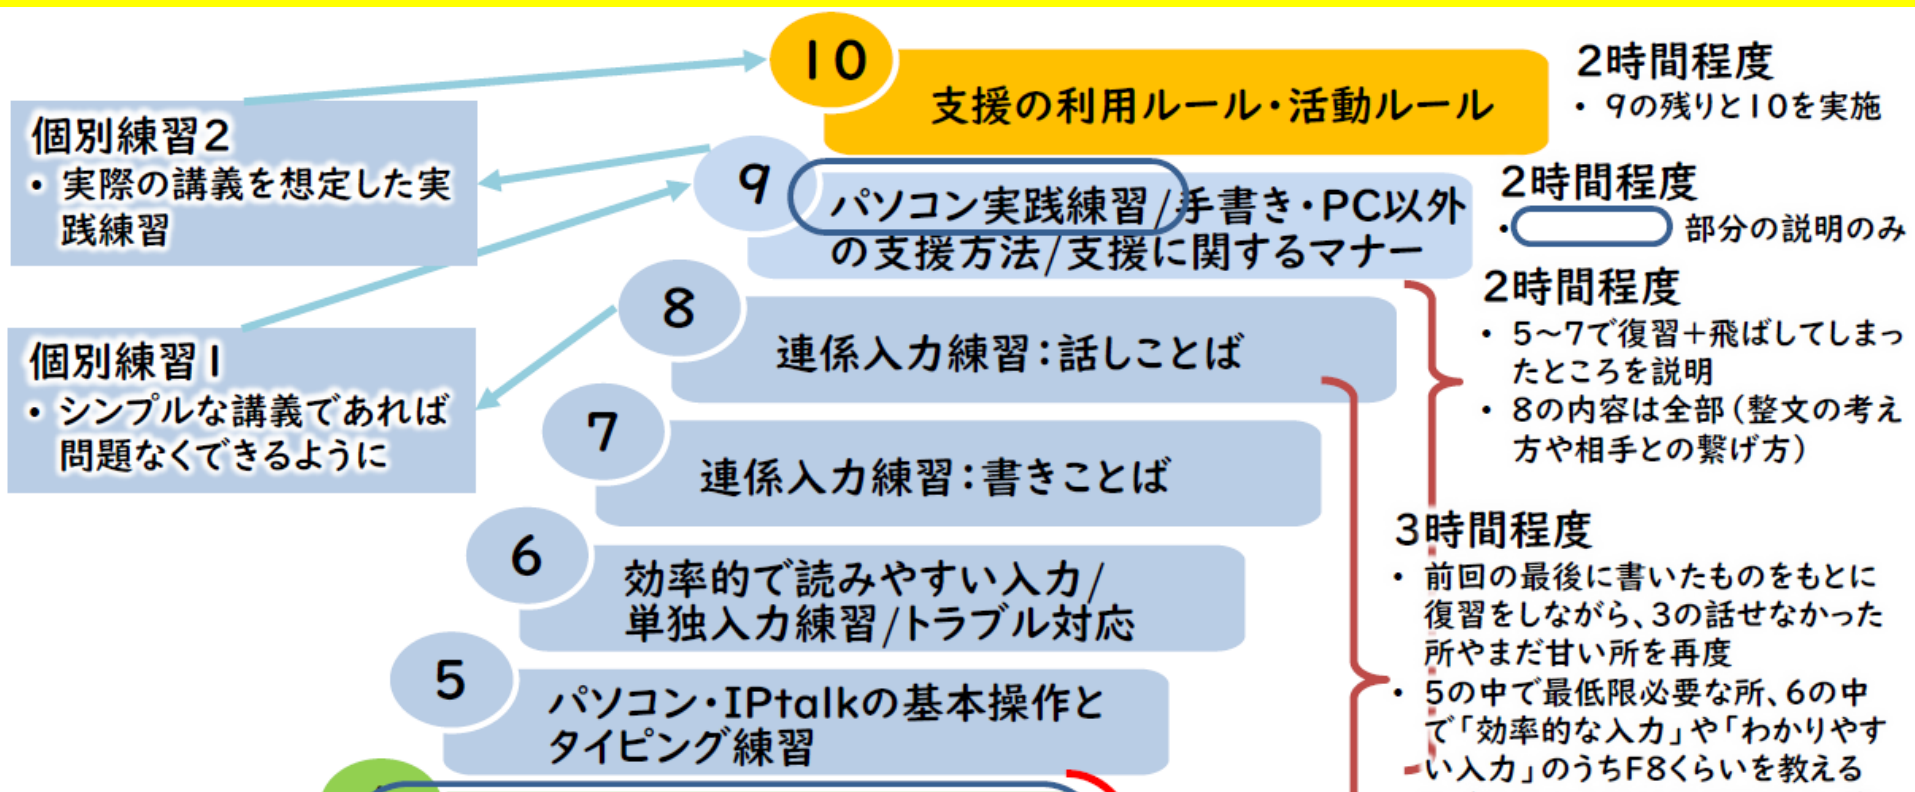 10
支援の利用ルール・活動ルール
2時間程度
• 9の残りと10を実施
個別練習2
• 実際の講義を想定した実
践練習
9
パソコン実践練習/手書き・PC以外
の支援方法/支援に関するマナー
2時間程度
• 部分の説明のみ
8
連係入力練習：話しことば
2時間程度
• 5～7で復習＋飛ばしてしまっ
たところを説明
• 8の内容は全部（整文の考え
方や相手との繋げ方）
個別練習1
• シンプルな講義であれば
問題なくできるように
7
連係入力練習：書きことば
6
効率的で読みやすい入力/
単独入力練習/トラブル対応
3時間程度
• 前回の最後に書いたものをもとに
復習をしながら、3の話せなかった
所やまだ甘い所を再度
• 5の中で最低限必要な所、6の中
で「効率的な入力」や「わかりやす
い入力」のうちF8くらいを教える
5
パソコン・IPtalkの基本操作と
タイピング練習